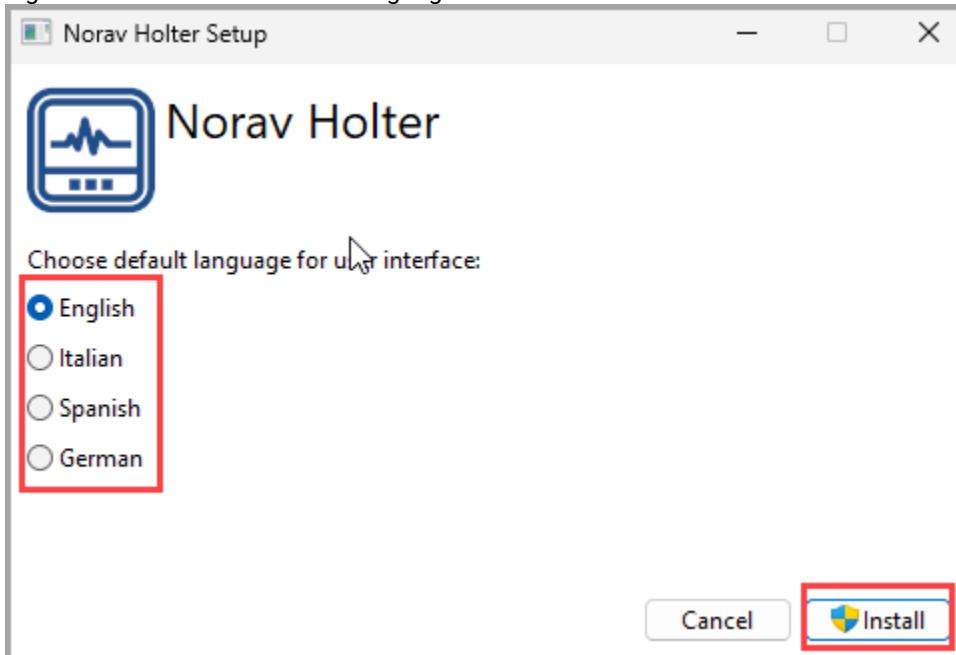 Norav Holter Setup
Norav Holter
Choose default language for user interface:
English
Italian
Spanish
German
Cancel
Install